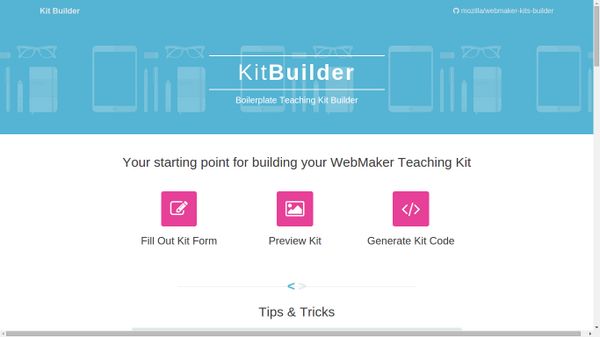 Kit Builder
mozilla/webmaker-kits-builder
KitBuilder
Boilerplate Teaching Kit Builder
Your starting point for building your WebMaker Teaching Kit
Fill Out Kit Form
Preview Kit
Generate Kit Code
< >
Tips & Tricks